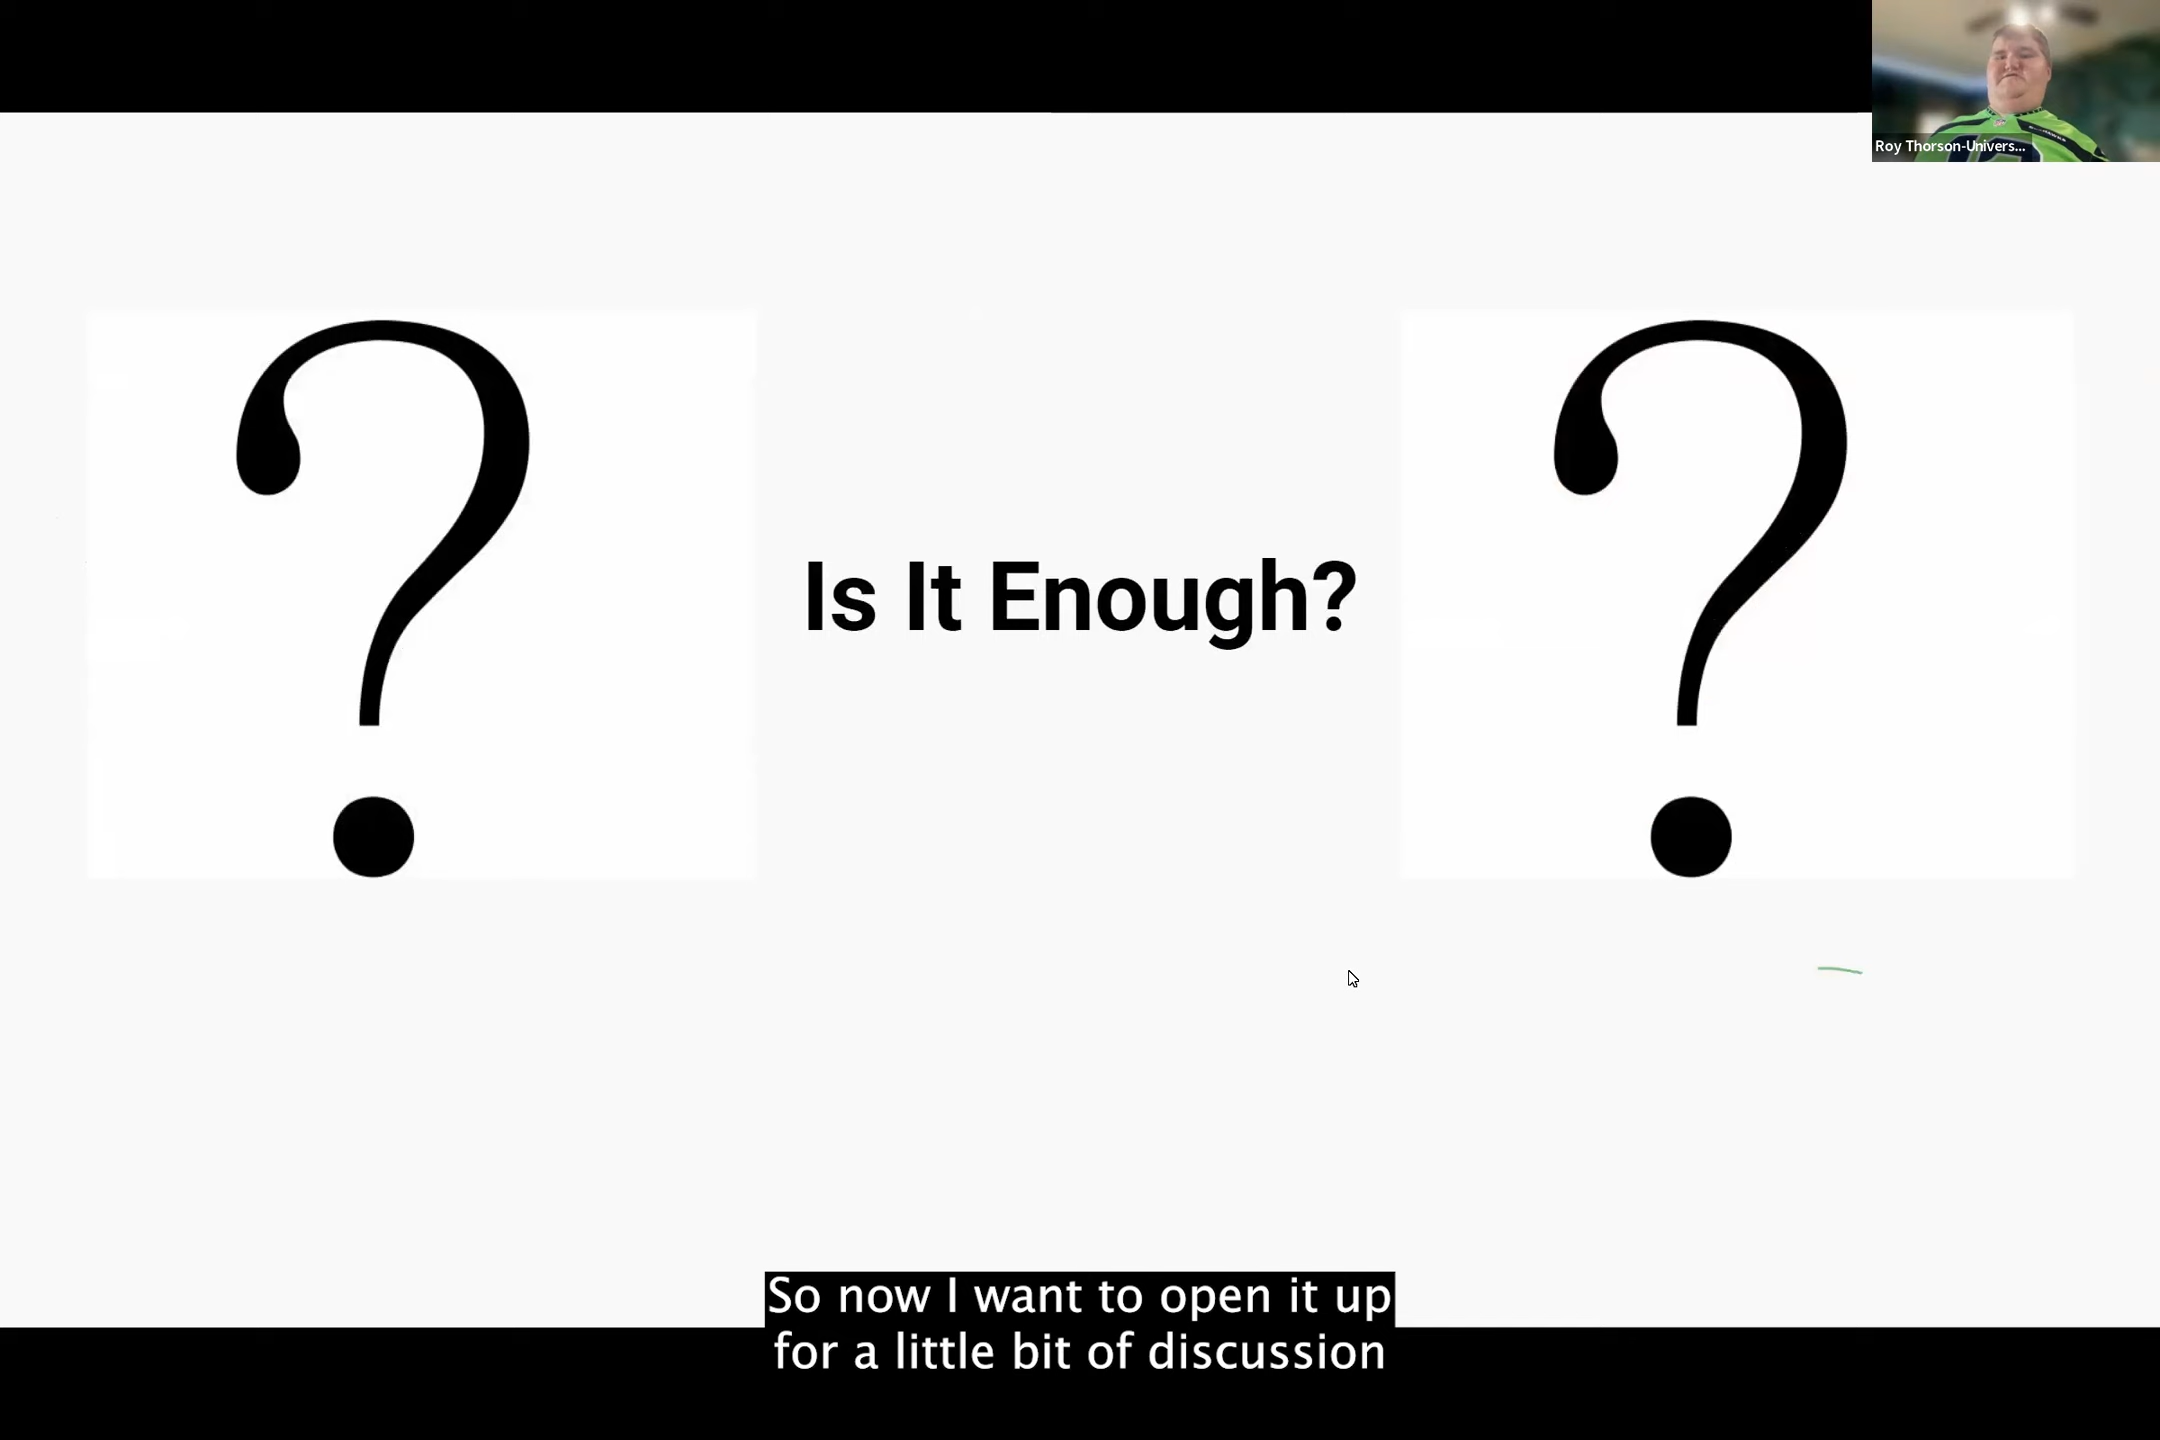 Roy Thorson-Univers...
?
Is It Enough?
?
So now I want to open it up
for a little bit of discussion